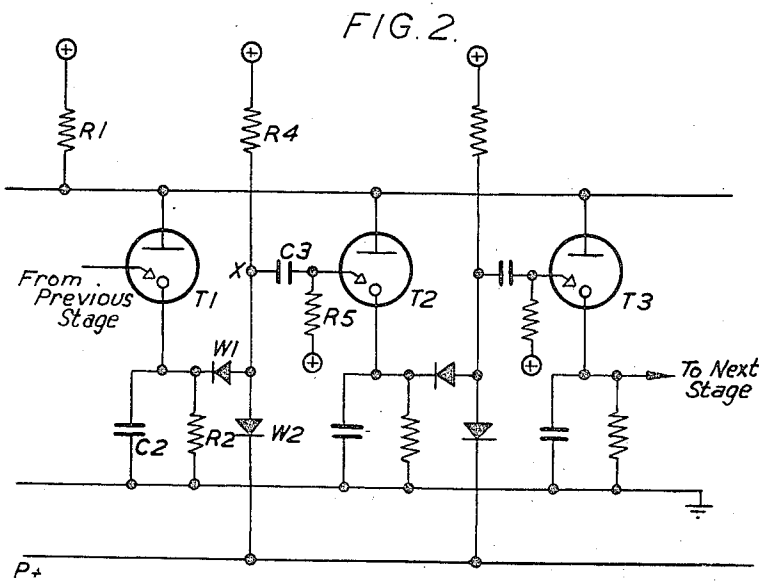 FIG. 2.
R1
R4
C3
X
From
Previous
Stage
T1
T2
T3
R5
W1
To Next
Stage
C2
R2
W2
P+